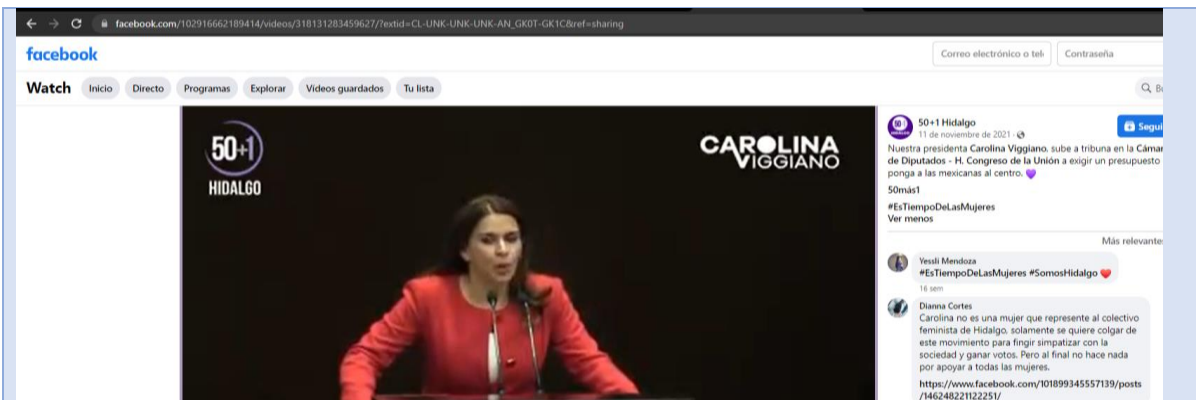 facebook.com/102916662189414/videos/318131283459627/?extid=CL-UNK-UNK-UNK-AN_GK0T-GK1C&ref=sharing
facebook
Correo electrónico o telé
Contraseña
Watch
Inicio
Directo
Programas
Explorar
Videos guardados
Tu lista
50+1
HIDALGO
CAROLINA
VIGGIANO
50+1 Hidalgo
11 de noviembre de 2021
Segui
Nuestra presidenta Carolina Viggiano, sube a tribuna en la Cámar
de Diputados - H. Congreso de la Unión a exigir un presupuesto
ponga a las mexicanas al centro. 💜
50más1
#EsTiempoDeLasMujeres
Ver menos
Más relevante
Yessli Mendoza
#EsTiempoDeLasMujeres #SomosHidalgo ❤️
16 sem
Dianna Cortes
Carolina no es una mujer que represente al colectivo
feminista de Hidalgo, solamente se quiere colgar de
este movimiento para fingir simpatizar con la
sociedad y ganar votos. Pero al final no hace nada
por apoyar a todas las mujeres.
https://www.facebook.com/101899345557139/posts
/146248221122251/